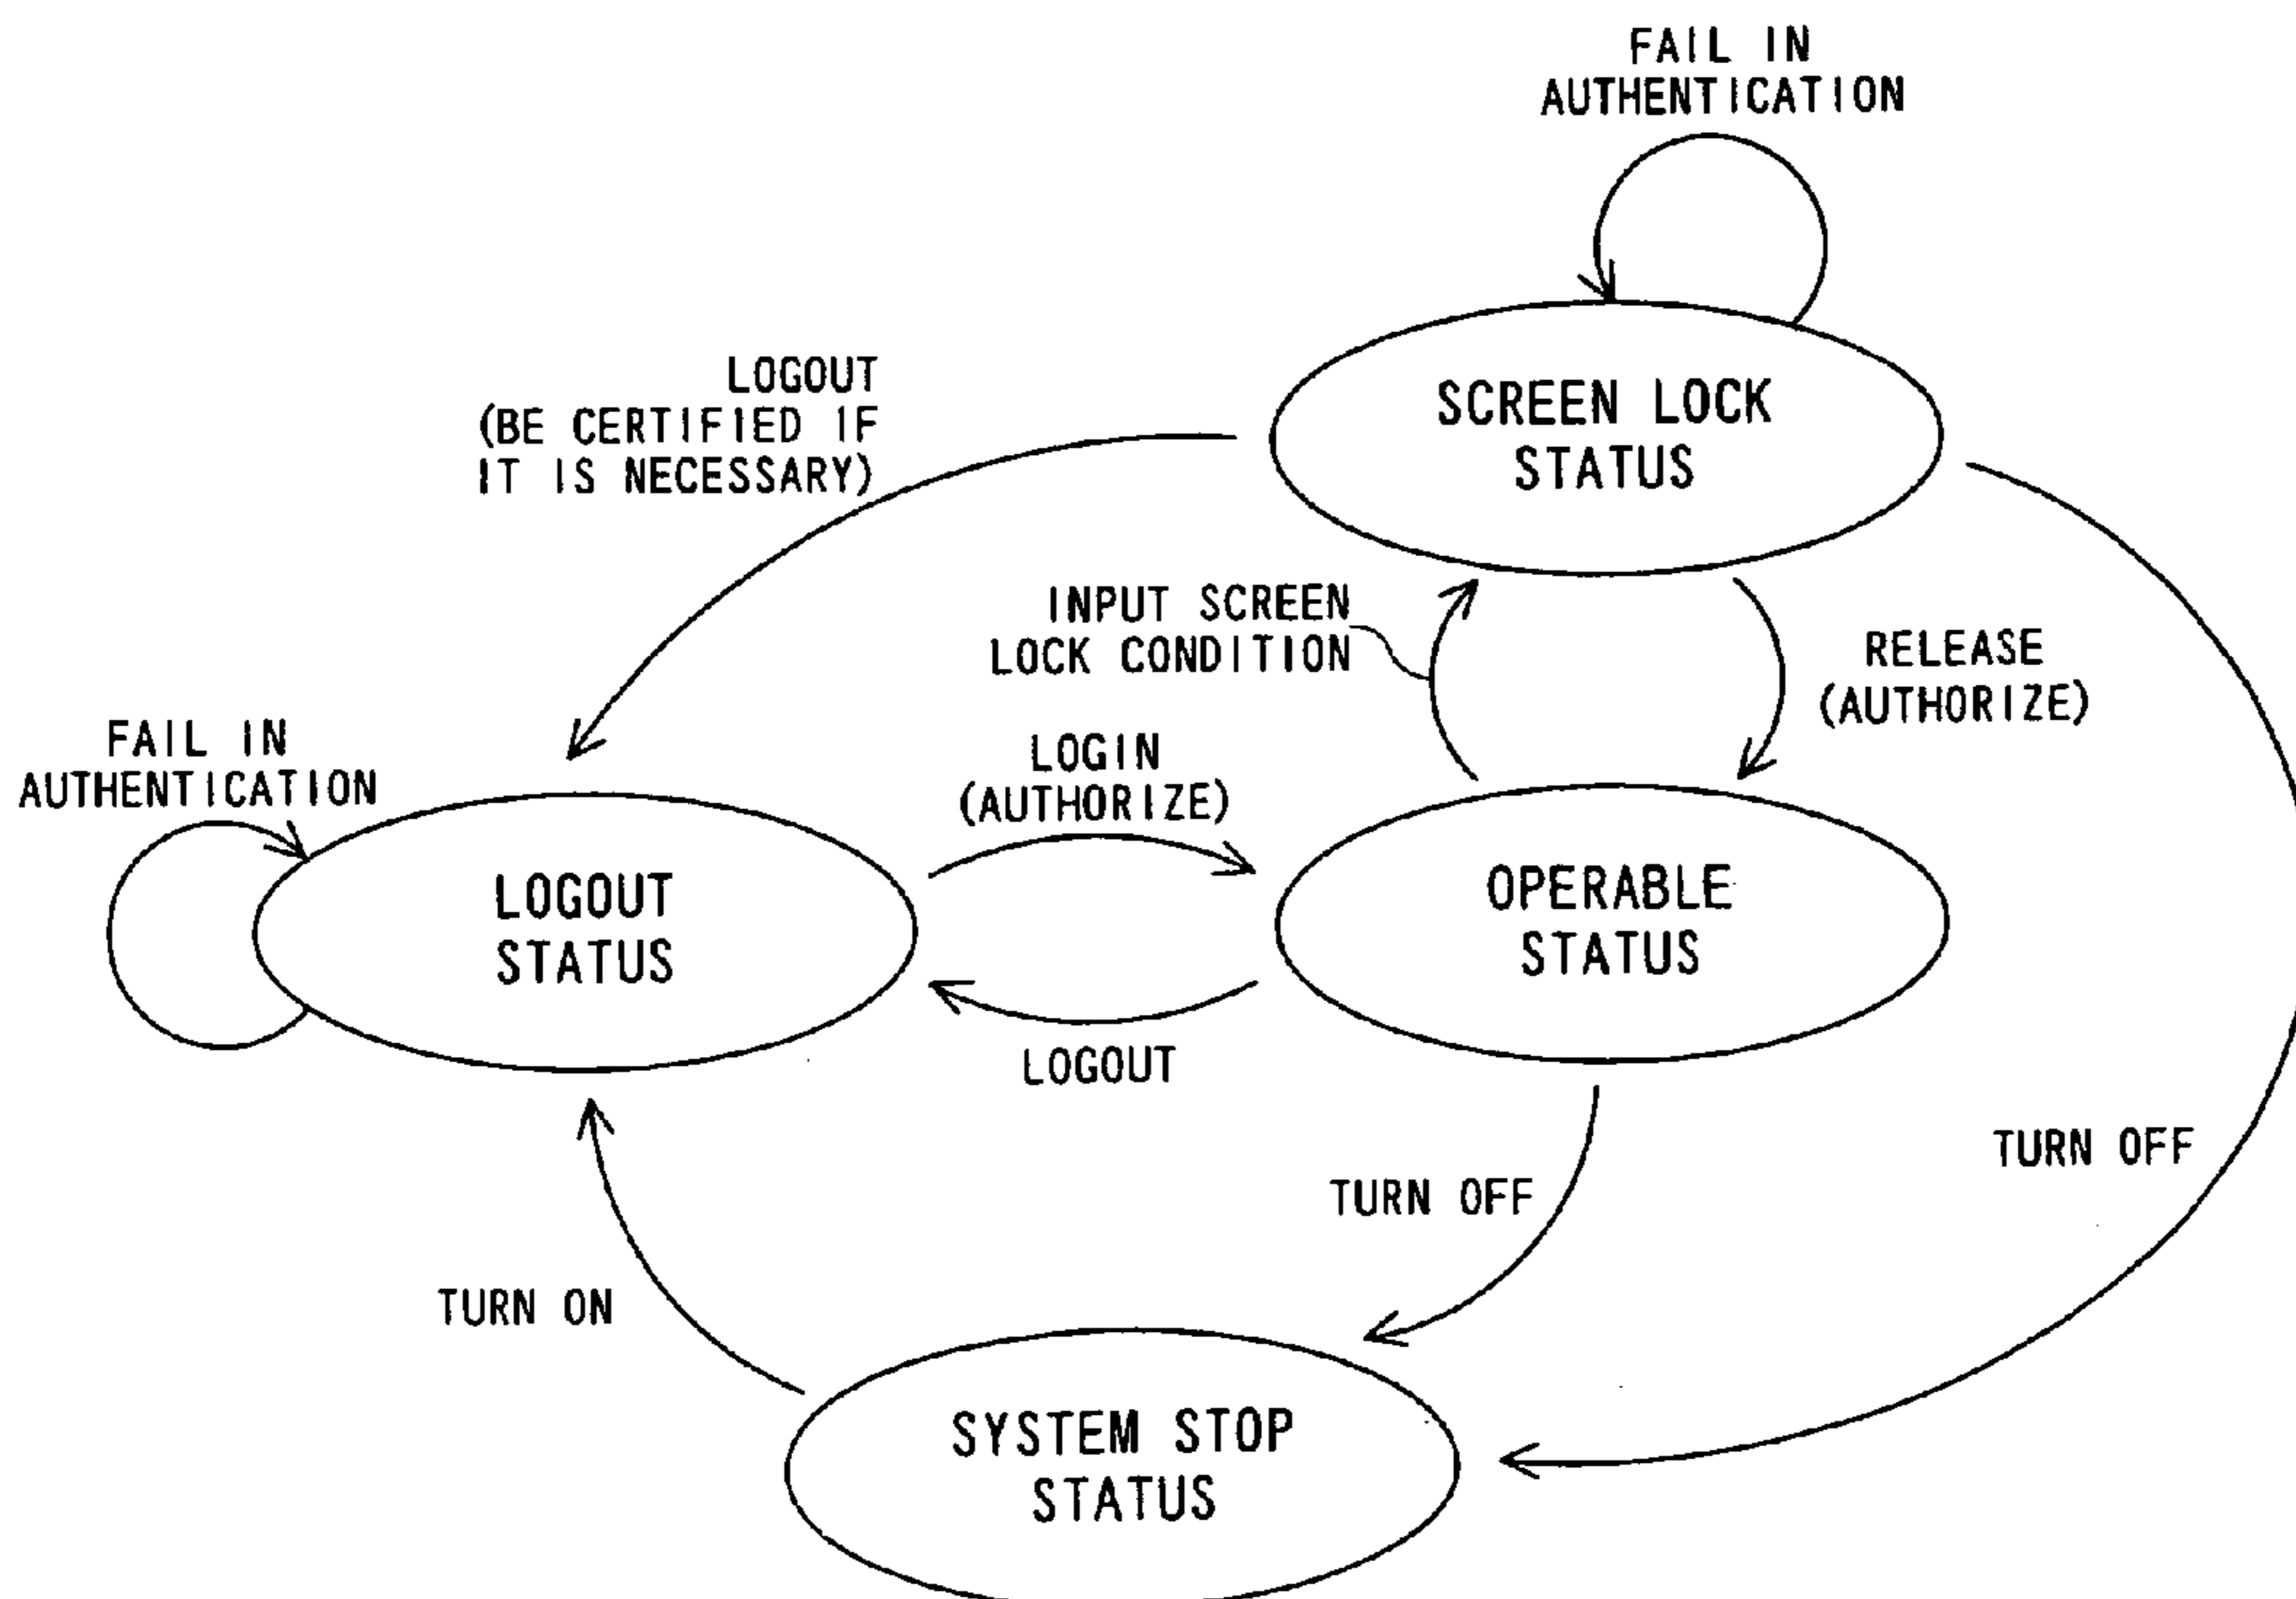 FAIL IN
AUTHENTICATION
SCREEN LOCK
STATUS
LOGOUT
(BE CERTIFIED IF
IT IS NECESSARY)
INPUT SCREEN
LOCK CONDITION
RELEASE
(AUTHORIZE)
FAIL IN
AUTHENTICATION
LOGIN
(AUTHORIZE)
LOGOUT
STATUS
OPERABLE
STATUS
LOGOUT
TURN OFF
TURN OFF
TURN ON
SYSTEM STOP
STATUS